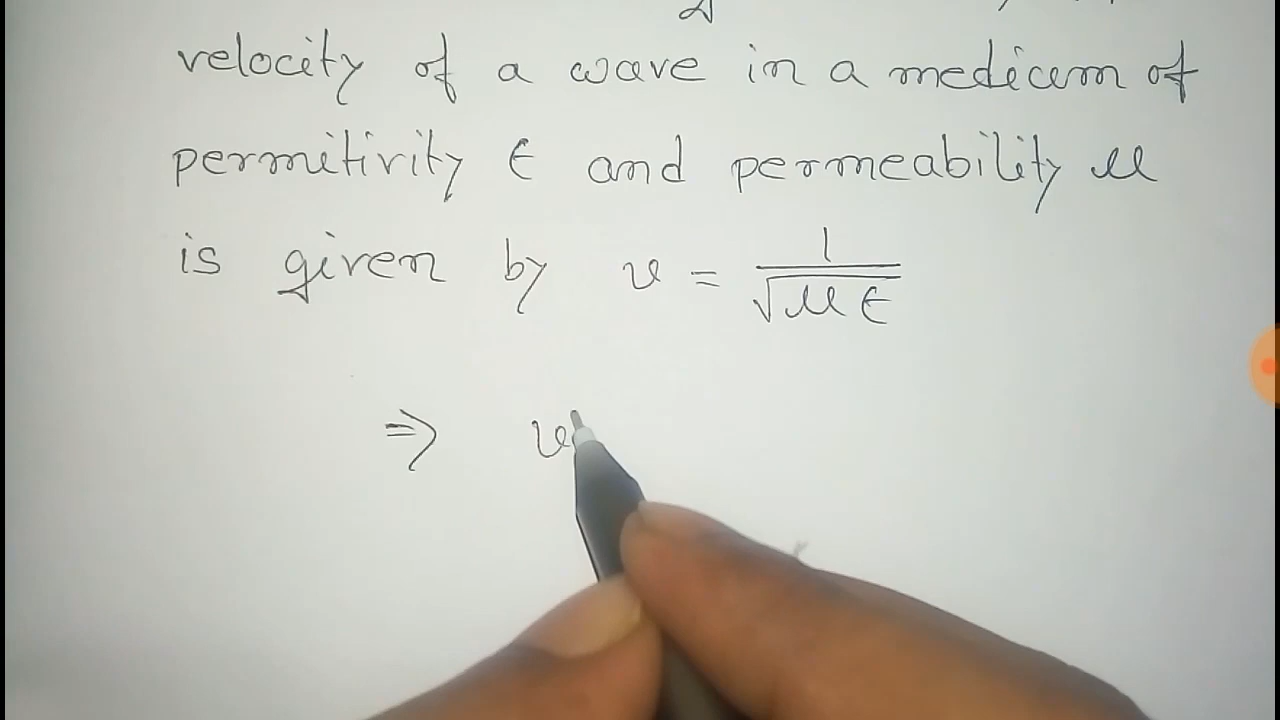 velocity of a wave in a medium of
permitivity ϵ and permeability μ
is given by v = 1/√μϵ
⇒ v